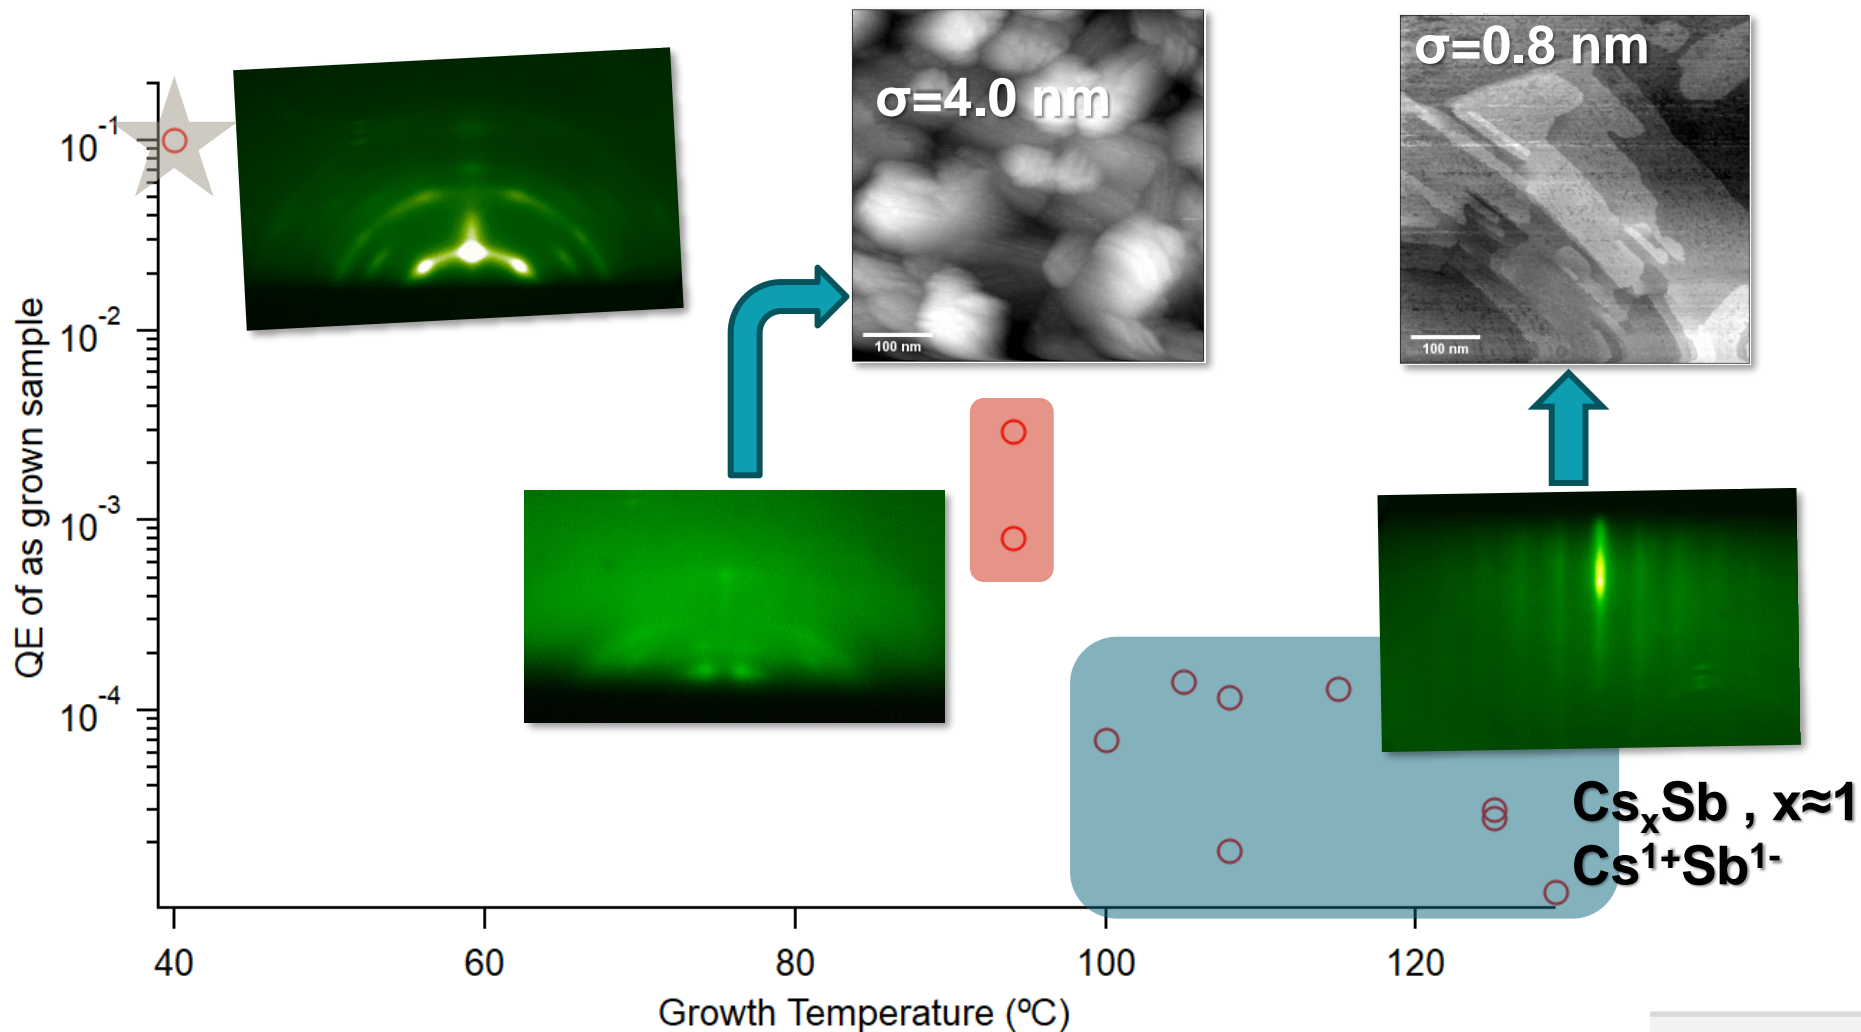 σ=4.0 nm
100 nm
σ=0.8 nm
100 nm
QE of as grown sample
10-1
10-2
10-3
10-4
CsxSb , x≈1
Cs1+Sb1-
40 60 80 100 120
Growth Temperature (ºC)